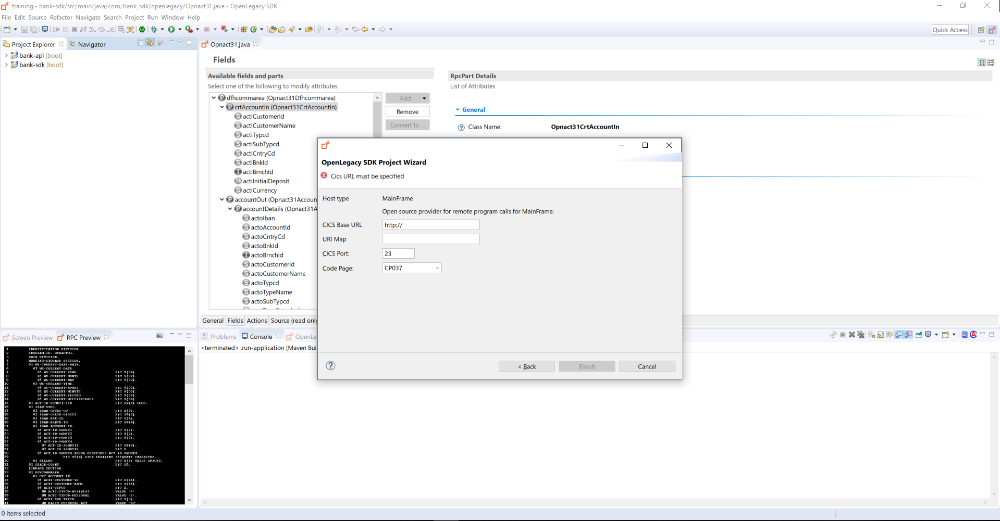 training - bank-sdk/src/main/java/com/bank_sdk/openlegacy/Opnact31.java - OpenLegacy SDK
File Edit Source Refactor Navigate Search Project Run Window Help
Quick Access
Project Explorer
Navigator
bank-api [boot]
bank-sdk [boot]
Opnact31.java
Fields
Available fields and parts
Select one of the following to modify attributes
dfhcommarea (Opnact31Dfhcommarea)
crtAccountIn (Opnact31CrtAccountIn)
actiCustomerId
actiCustomerName
actiTypcd
actiSubTypcd
actiCntryCd
actiBnkId
actiBrnchId
actiInitialDeposit
actiCurrency
accountOut (Opnact31Accoun
accountDetails (Opnact31A
actoIban
actoAccountId
actoCntryCd
actoBnkId
actoBrnchId
actoCustomerId
actoCustomerName
actoTypcd
actoTypeName
actoSubTypcd
Add
Remove
Convert to ...
RpcPart Details
List of Attributes
General
Class Name:
Opnact31CrtAccountIn
OpenLegacy SDK Project Wizard
Cics URL must be specified
Host type
MainFrame
Open source provider for remote program calls for MainFrame.
CICS Base URL
http://
URI Map
CICS Port:
23
Code Page:
CP037
< Back
Finish
Cancel
General
Fields
Actions
Source (read only
Screen Preview
RPC Preview
Problems
Console
OpenLe
<terminated> .run-application [Maven Bui
1 IDENTIFICATION DIVISION.
2 PROGRAM-ID. OPNACT31.
3 DATA DIVISION.
4 WORKING-STORAGE SECTION.
5 01 WS-CURRENT-DATE-DATA.
6 03 WS-CURRENT-DATE.
7 05 WS-CURRENT-YEAR PIC 9(04).
8 05 WS-CURRENT-MONTH PIC 9(02).
9 05 WS-CURRENT-DAY PIC 9(02).
10 03 WS-CURRENT-TIME.
11 05 WS-CURRENT-HOURS PIC 9(02).
12 05 WS-CURRENT-MINUTE PIC 9(02).
13 05 WS-CURRENT-SECOND PIC 9(02).
14 05 WS-CURRENT-MILLISECONDS PIC 9(02).
15 01 ACT-ID-SGMNT4-BIN PIC S9(4) COMP.
16 01 IBAN-STRC.
17 03 IBAN-CNTRY-CD PIC X(2).
18 03 IBAN-CHECK-DIGITS PIC S9(2).
19 03 IBAN-BNK-ID PIC X(4).
20 03 IBAN-BRNCH-ID PIC S9(6).
21 03 IBAN-ACCOUNT-ID.
22 05 ACT-ID-SGMNT1 PIC 9(2).
23 05 ACT-ID-SGMNT2 PIC 9(2).
24 05 ACT-ID-SGMNT3 PIC 9(2).
25 05 ACT-ID-SGMNT4.
26 07 ACT-ID-SGMNT41 PIC S9(4).
27 07 ACT-ID-SGMNT42 PIC X.
28 05 ACT-ID-SGMNT4-ALPHA REDEFINES ACT-ID-SGMNT4
29 PIC S9(4) SIGN TRAILING SEPARATE CHARACTER.
30 03 FILLER PIC X(7) VALUE SPACES.
31 01 SPACE-COUNT PIC S9.
32 LINKAGE SECTION.
33 01 DFHCOMMAREA.
34 03 CRT-ACCOUNT-IN.
35 05 ACTI-CUSTOMER-ID PIC X(16).
36 05 ACTI-CUSTOMER-NAME PIC X(16).
37 05 ACTI-TYPCD PIC X.
38 88 ACTI-TYPCD-BUSINESS VALUE 'B'.
39 88 ACTI-TYPCD-PERSONAL VALUE 'P'.
40 05 ACTI-SUB-TYPCD PIC X(3).
41 88 BASIC-CHECKING-ACT VALUE 'BC'.
0 items selected